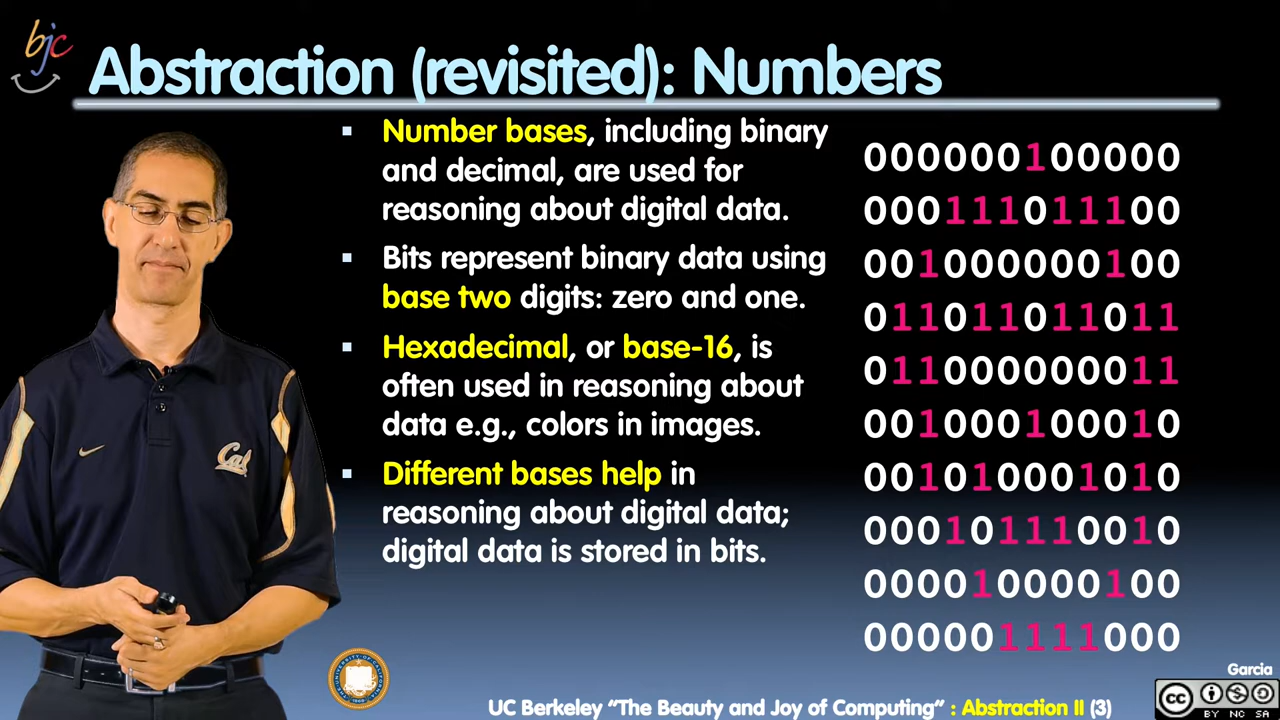 bjc
Abstraction (revisited): Numbers
▪ Number bases, including binary
and decimal, are used for
reasoning about digital data.
▪ Bits represent binary data using
base two digits: zero and one.
▪ Hexadecimal, or base-16, is
often used in reasoning about
data e.g., colors in images.
▪ Different bases help in
reasoning about digital data;
digital data is stored in bits.
000000100000
000111011100
001000000100
011011011011
011000000011
001000100010
001010001010
000101110010
000010000100
000001111000
Cal
Garcia
UC Berkeley “The Beauty and Joy of Computing” : Abstraction II (3)
cc
BY NC SA